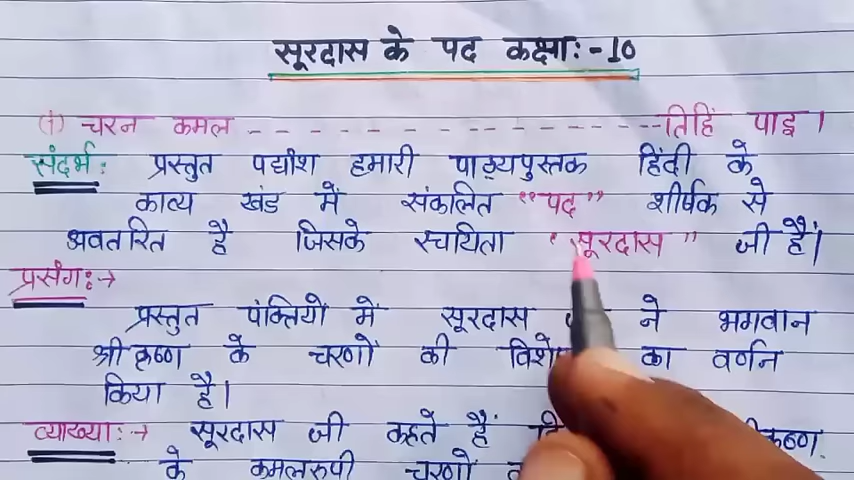 सूरदास के पद कक्षा:-10
(1) चरन कमल - - - - - - - - - - - - - - - - तिहिं पाइ ।
संदर्भ: प्रस्तुत पद्यांश हमारी पाठ्यपुस्तक हिंदी के
काव्य खंड में संकलित "पद" शीर्षक से
अवतरित है जिसके रचयिता "सूरदास" जी हैं।
प्रसंग:→
प्रस्तुत पंक्तियों में सूरदास ने भगवान
श्री कृष्ण के चरणों की का वर्णन
किया है।
व्याख्या:→ सूरदास जी कहते हैं
के कमलरुपी चरणों